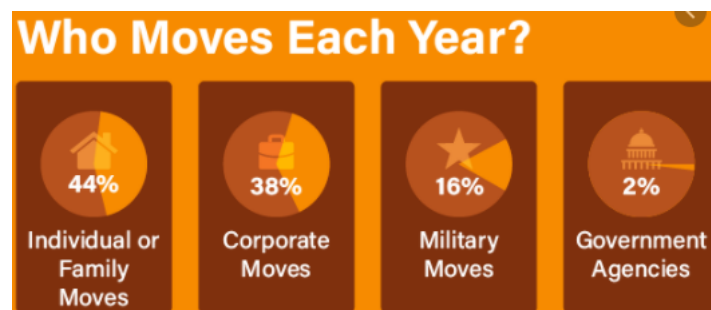 Who Moves Each Year?
44%
Individual or
Family
Moves
38%
Corporate
Moves
16%
Military
Moves
2%
Government
Agencies